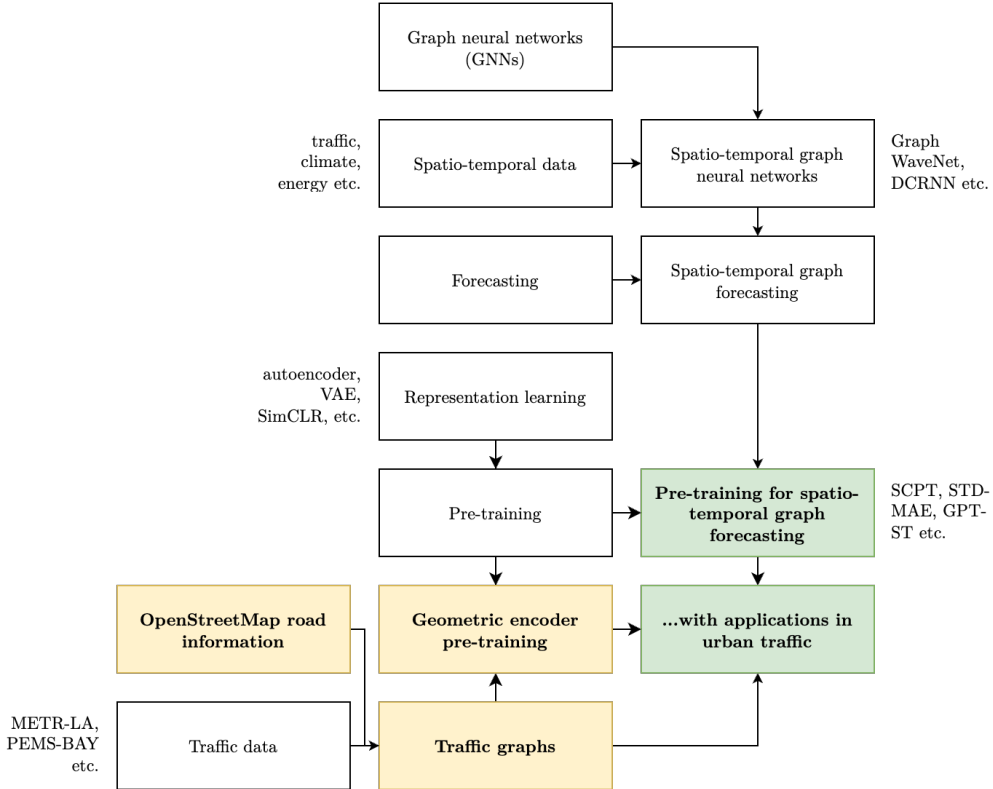 Graph neural networks
(GNNs)
traffic,
climate,
energy etc.
Spatio-temporal data
Spatio-temporal graph
neural networks
Graph
WaveNet,
DCRNN etc.
Forecasting
Spatio-temporal graph
forecasting
autoencoder,
VAE,
SimCLR, etc.
Representation learning
Pre-training
Pre-training for spatio-
temporal graph
forecasting
SCPT, STD-
MAE, GPT-
ST etc.
OpenStreetMap road
information
Geometric encoder
pre-training
...with applications in
urban traffic
METR-LA,
PEMS-BAY
etc.
Traffic data
Traffic graphs